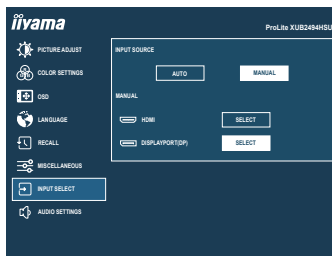 iiyama
ProLite XUB2494HSU
PICTURE ADJUST
INPUT SOURCE
COLOR SETTINGS
AUTO
MANUAL
OSD
MANUAL
LANGUAGE
HDMI
SELECT
RECALL
DISPLAYPORT(DP)
SELECT
MISCELLANEOUS
INPUT SELECT
AUDIO SETTINGS